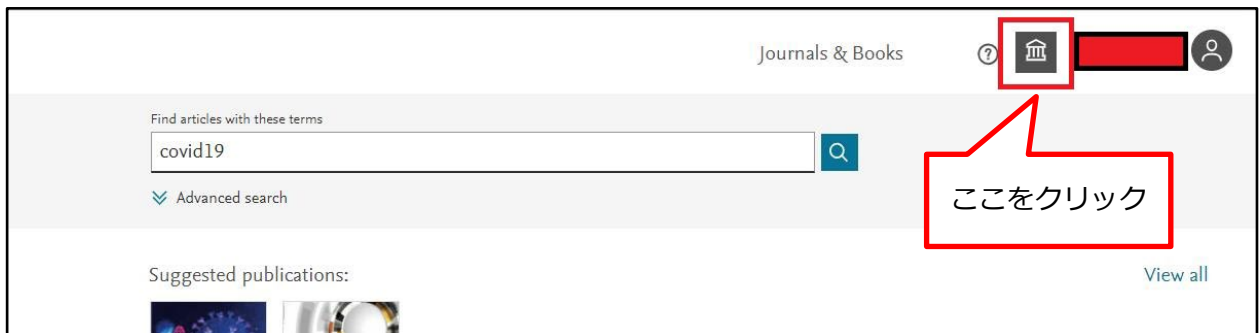 Journals & Books
Find articles with these terms
covid19
Advanced search
ここをクリック
Suggested publications:
View all